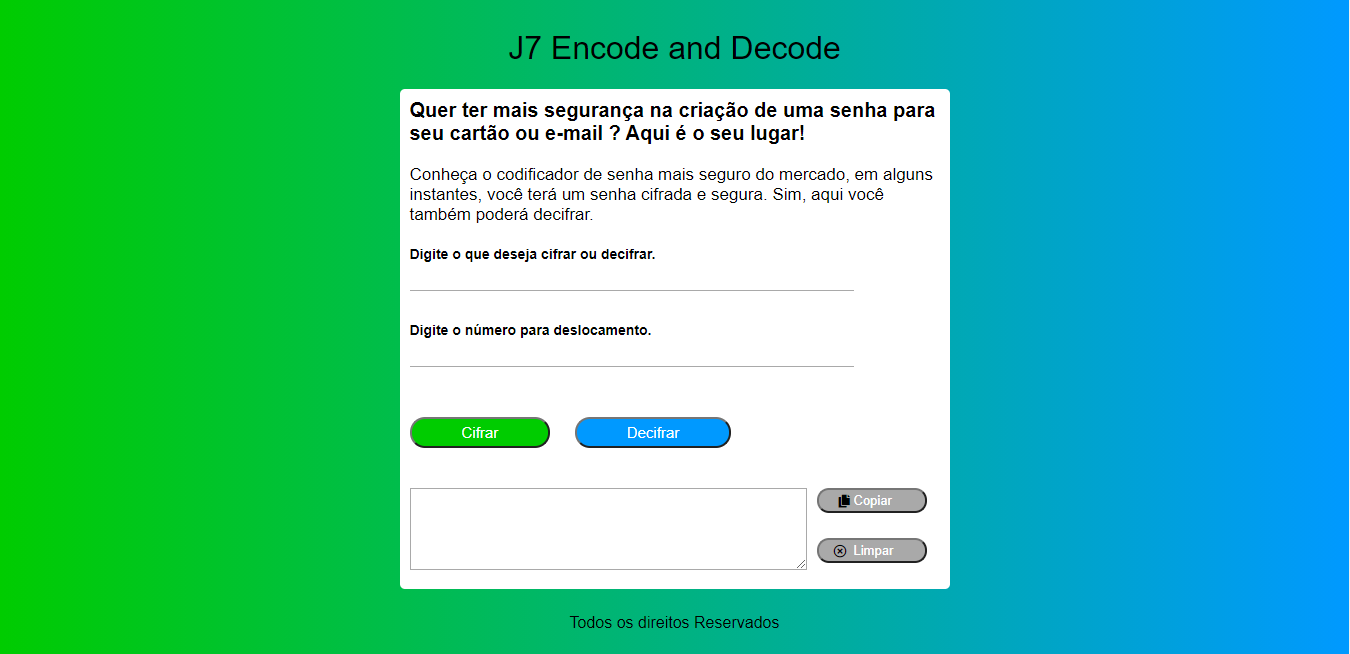 J7 Encode and Decode
Quer ter mais segurança na criação de uma senha para
seu cartão ou e-mail ? Aqui é o seu lugar!
Conheça o codificador de senha mais seguro do mercado, em alguns
instantes, você terá um senha cifrada e segura. Sim, aqui você
também poderá decifrar.
Digite o que deseja cifrar ou decifrar.
Digite o número para deslocamento.
Cifrar
Decifrar
Copiar
Limpar
Todos os direitos Reservados